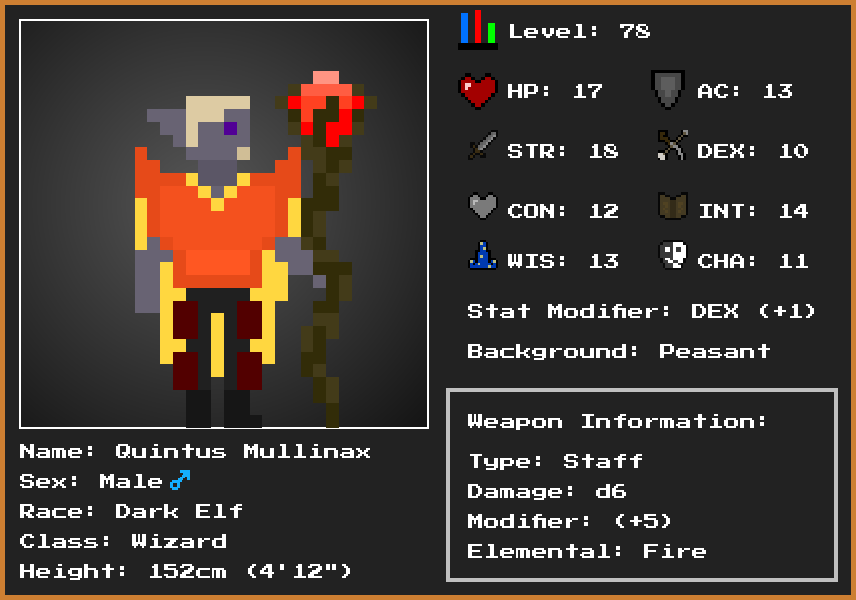 Level: 78
HP: 17
AC: 13
STR: 18
DEX: 10
CON: 12
INT: 14
WIS: 13
CHA: 11
Stat Modifier: DEX (+1)
Background: Peasant
Weapon Information:
Type: Staff
Damage: d6
Modifier: (+5)
Elemental: Fire
Name: Quintus Mullinax
Sex: Male♂
Race: Dark Elf
Class: Wizard
Height: 152cm (4'12")